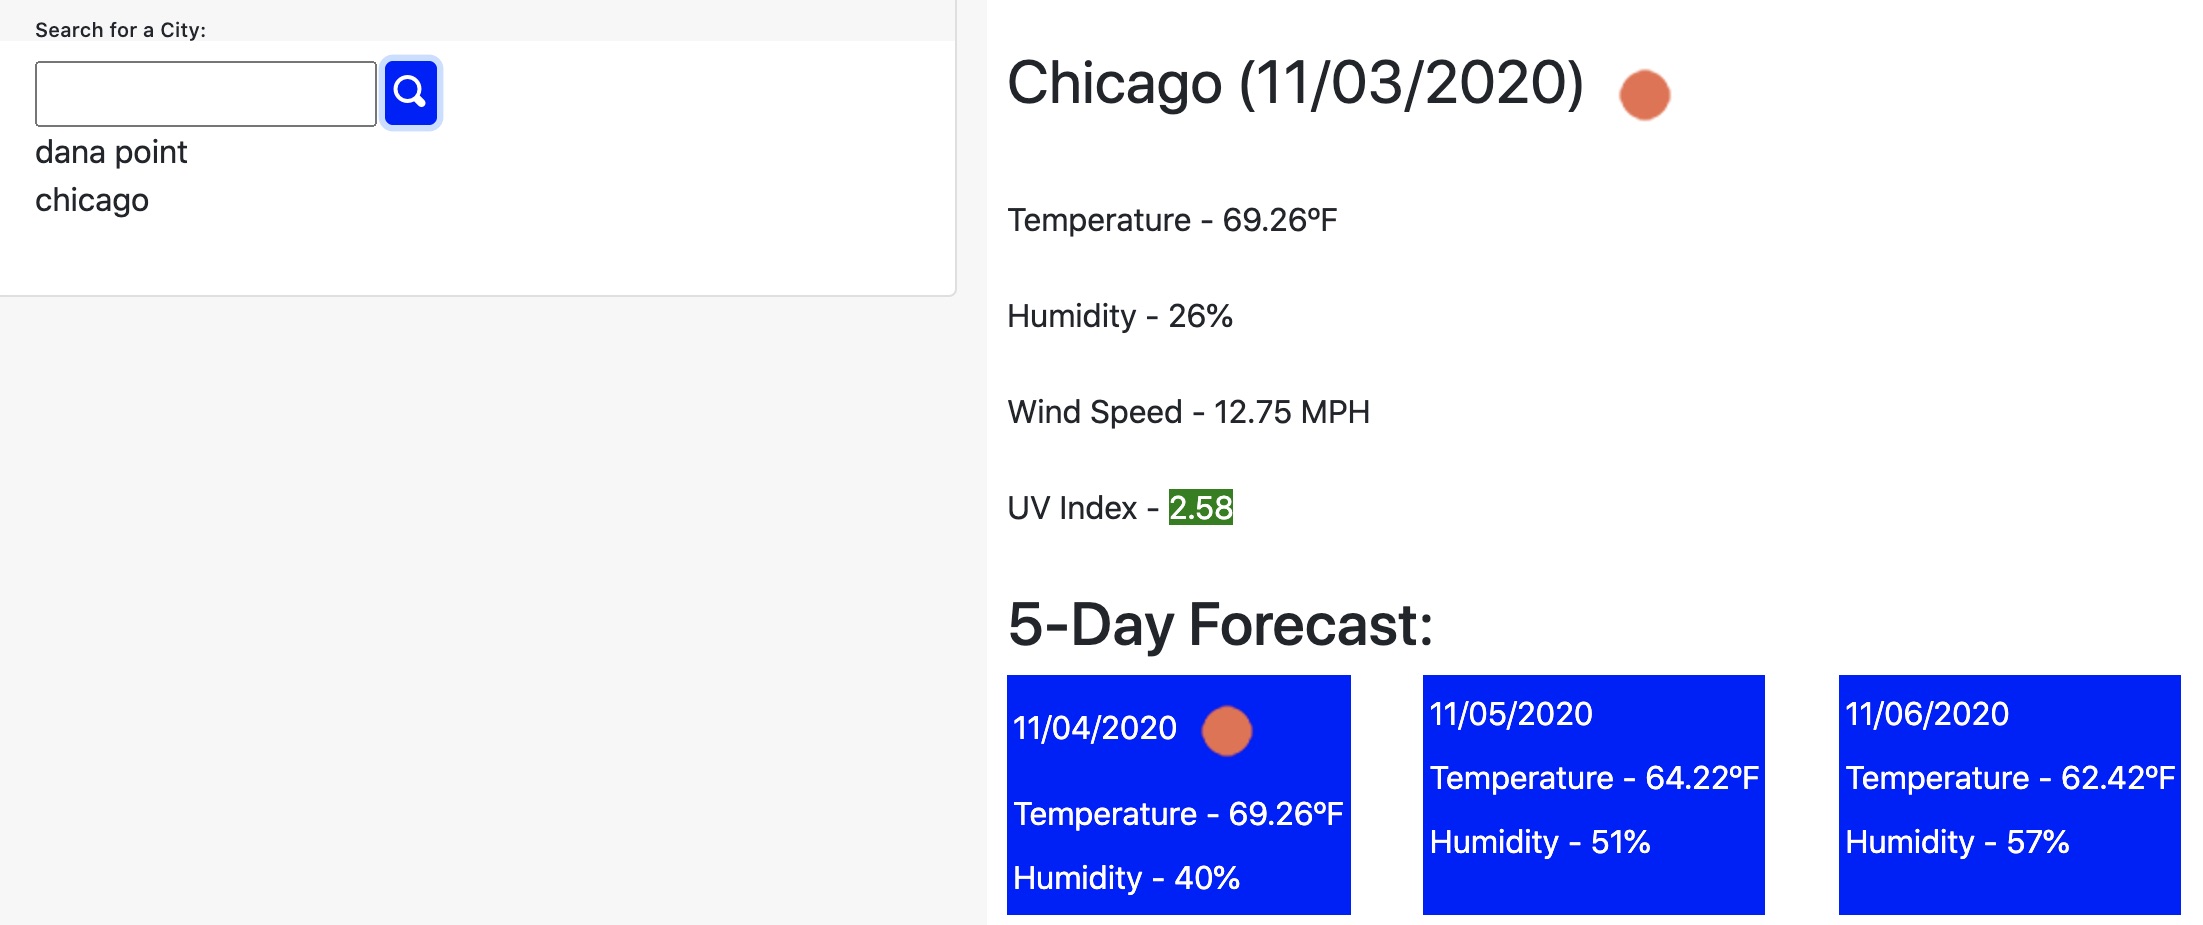 Search for a City:
dana point
chicago
Chicago (11/03/2020)
Temperature - 69.26ºF
Humidity - 26%
Wind Speed - 12.75 MPH
UV Index - 2.58
5-Day Forecast:
11/04/2020
Temperature - 69.26ºF
Humidity - 40%
11/05/2020
Temperature - 64.22ºF
Humidity - 51%
11/06/2020
Temperature - 62.42ºF
Humidity - 57%